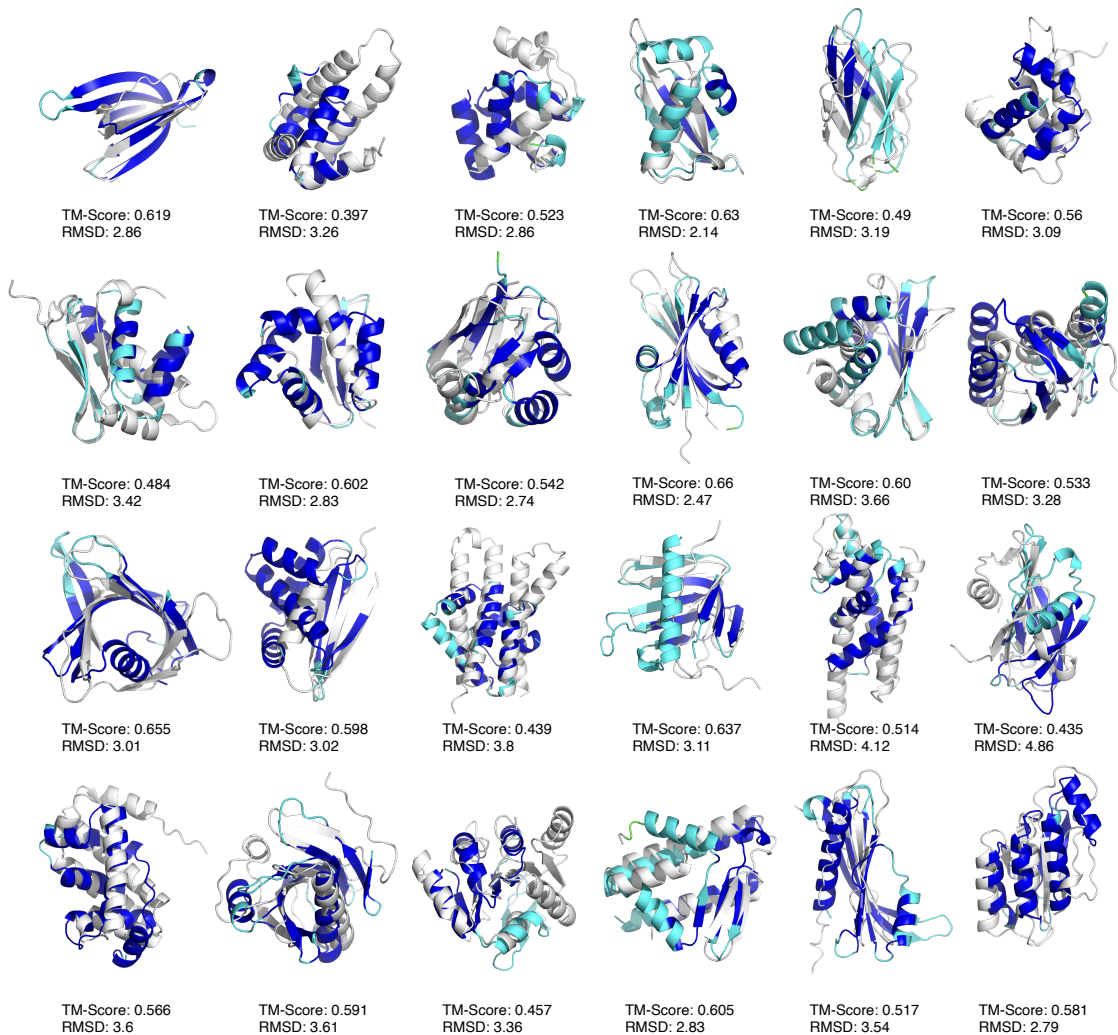 TM-Score: 0.619
RMSD: 2.86
TM-Score: 0.397
RMSD: 3.26
TM-Score: 0.523
RMSD: 2.86
TM-Score: 0.63
RMSD: 2.14
TM-Score: 0.49
RMSD: 3.19
TM-Score: 0.56
RMSD: 3.09
TM-Score: 0.484
RMSD: 3.42
TM-Score: 0.602
RMSD: 2.83
TM-Score: 0.542
RMSD: 2.74
TM-Score: 0.66
RMSD: 2.47
TM-Score: 0.60
RMSD: 3.66
TM-Score: 0.533
RMSD: 3.28
TM-Score: 0.655
RMSD: 3.01
TM-Score: 0.598
RMSD: 3.02
TM-Score: 0.439
RMSD: 3.8
TM-Score: 0.637
RMSD: 3.11
TM-Score: 0.514
RMSD: 4.12
TM-Score: 0.435
RMSD: 4.86
TM-Score: 0.566
RMSD: 3.6
TM-Score: 0.591
RMSD: 3.61
TM-Score: 0.457
RMSD: 3.36
TM-Score: 0.605
RMSD: 2.83
TM-Score: 0.517
RMSD: 3.54
TM-Score: 0.581
RMSD: 2.79